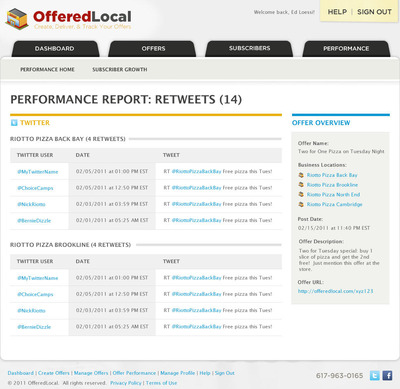 OfferedLocal
Create, Deliver, & Track Your Offers
Welcome back, Ed Loessi!
HELP | SIGN OUT
DASHBOARD
OFFERS
SUBSCRIBERS
PERFORMANCE
PERFORMANCE HOME
SUBSCRIBER GROWTH
PERFORMANCE REPORT: RETWEETS (14)
TWITTER
RIOTTO PIZZA BACK BAY (4 RETWEETS)
TWITTER USER DATE TWEET
@MyTwitterName 02/05/2011 at 01:00 PM EST RT @RiottoPizzaBackBay Free pizza this Tues!
@ChoiceCamps 02/05/2011 at 12:50 PM EST RT @RiottoPizzaBackBay Free pizza this Tues!
@NickRiotto 02/01/2011 at 03:59 PM EST RT @RiottoPizzaBackBay Free pizza this Tues!
@BernieDizzle 02/01/2011 at 05:25 AM EST RT @RiottoPizzaBackBay Free pizza this Tues!
RIOTTO PIZZA BROOKLINE (4 RETWEETS)
TWITTER USER DATE TWEET
@MyTwitterName 02/05/2011 at 01:00 PM EST RT @RiottoPizzaBackBay Free pizza this Tues!
@ChoiceCamps 02/05/2011 at 12:50 PM EST RT @RiottoPizzaBackBay Free pizza this Tues!
@NickRiotto 02/01/2011 at 03:59 PM EST RT @RiottoPizzaBackBay Free pizza this Tues!
@BernieDizzle 02/01/2011 at 05:25 AM EST RT @RiottoPizzaBackBay Free pizza this Tues!
OFFER OVERVIEW
Offer Name:
Two for One Pizza on Tuesday Night
Business Locations:
Riotto Pizza Back Bay
Riotto Pizza Brookline
Riotto Pizza North End
Riotto Pizza Cambridge
Post Date:
02/15/2011 at 11:40 PM EST
Offer Description:
Two for Tuesday special: buy 1
slice of pizza and get the 2nd
free! Just mention this offer at the
store.
Offer URL:
http://offeredlocal.com/xyz123
Dashboard | Create Offers | Manage Offers | Offer Performance | Manage Profile | Help | Sign Out
© 2011 OfferedLocal. All rights reserved. Privacy Policy | Terms of Use
617-963-0165